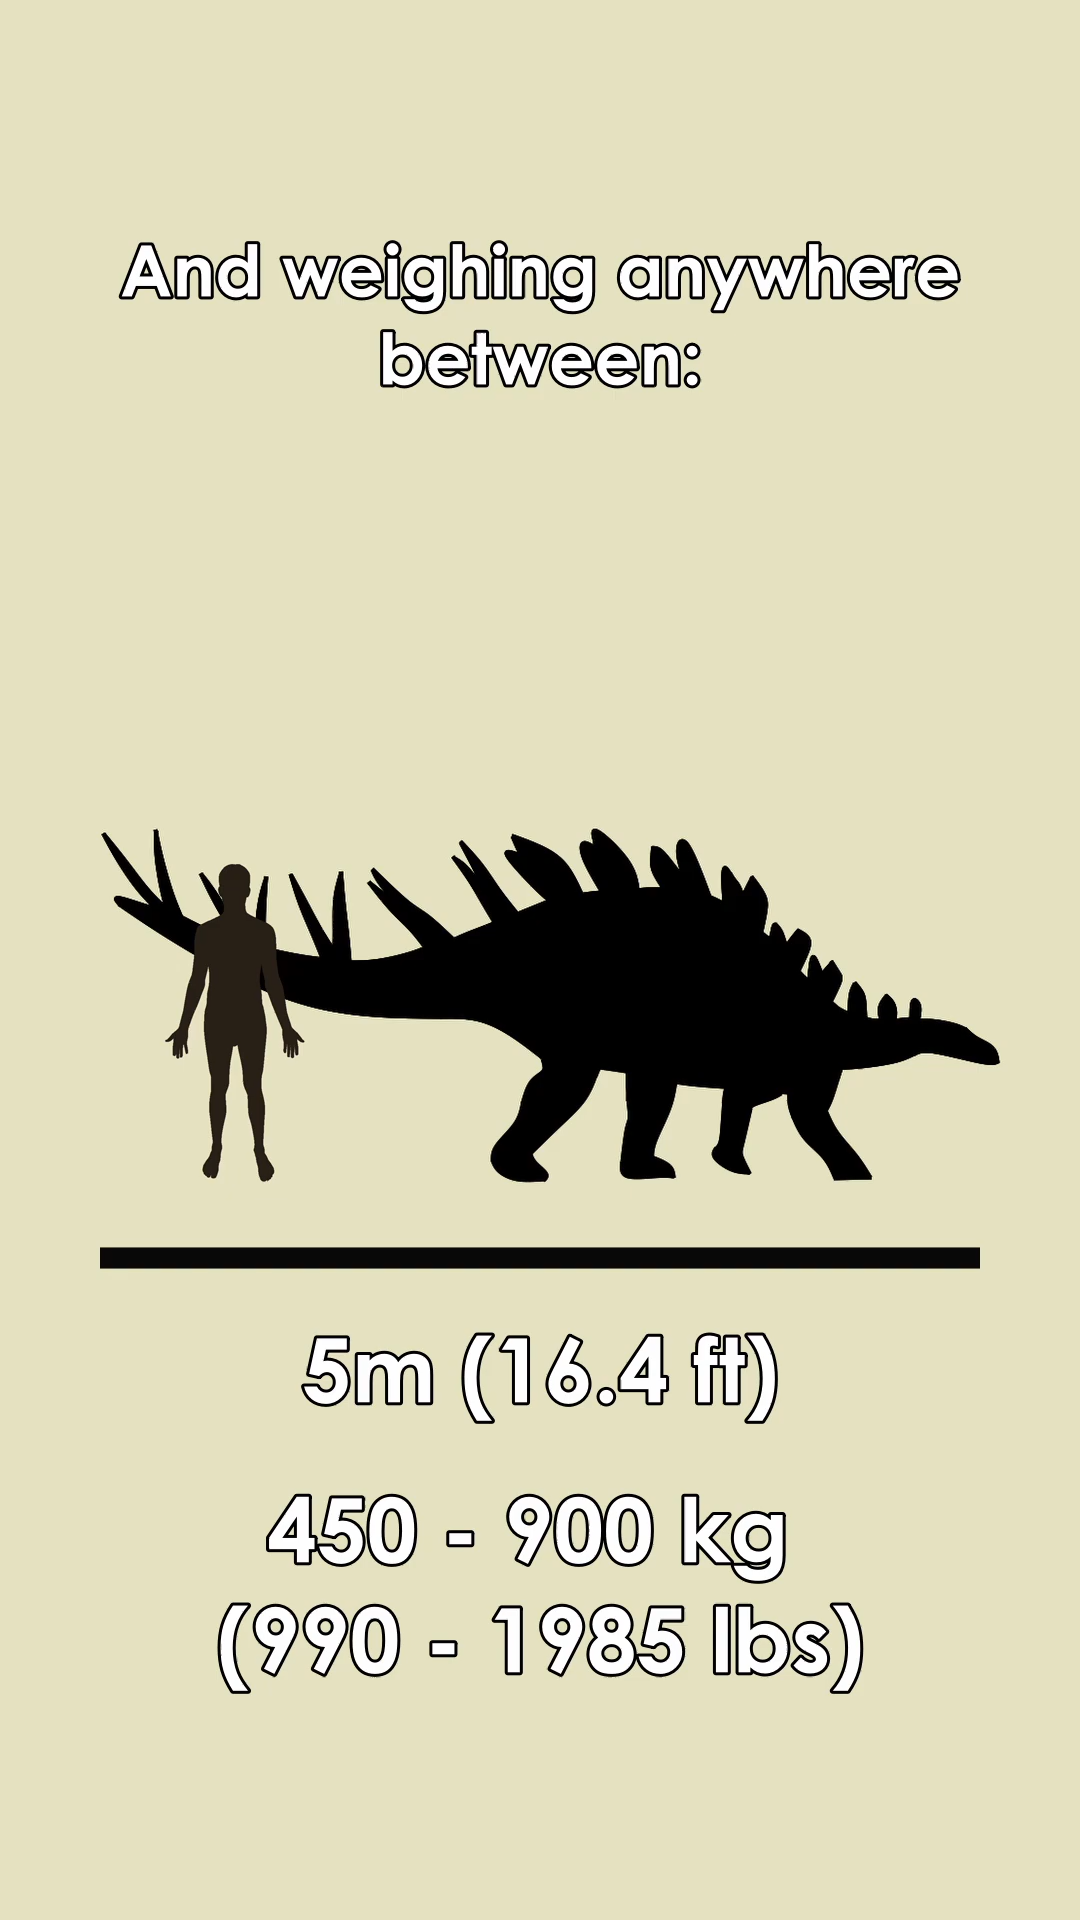 And weighing anywhere
between:
5m (16.4 ft)
450 - 900 kg
(990 - 1985 lbs)